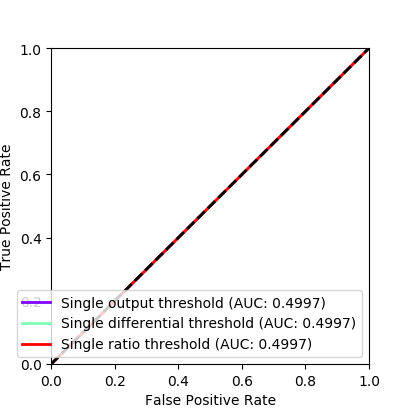 1.0
0.8
0.6
0.4
0.2
0.0
True Positive Rate
Single output threshold (AUC: 0.4997)
Single differential threshold (AUC: 0.4997)
Single ratio threshold (AUC: 0.4997)
0.0 0.2 0.4 0.6 0.8 1.0
False Positive Rate